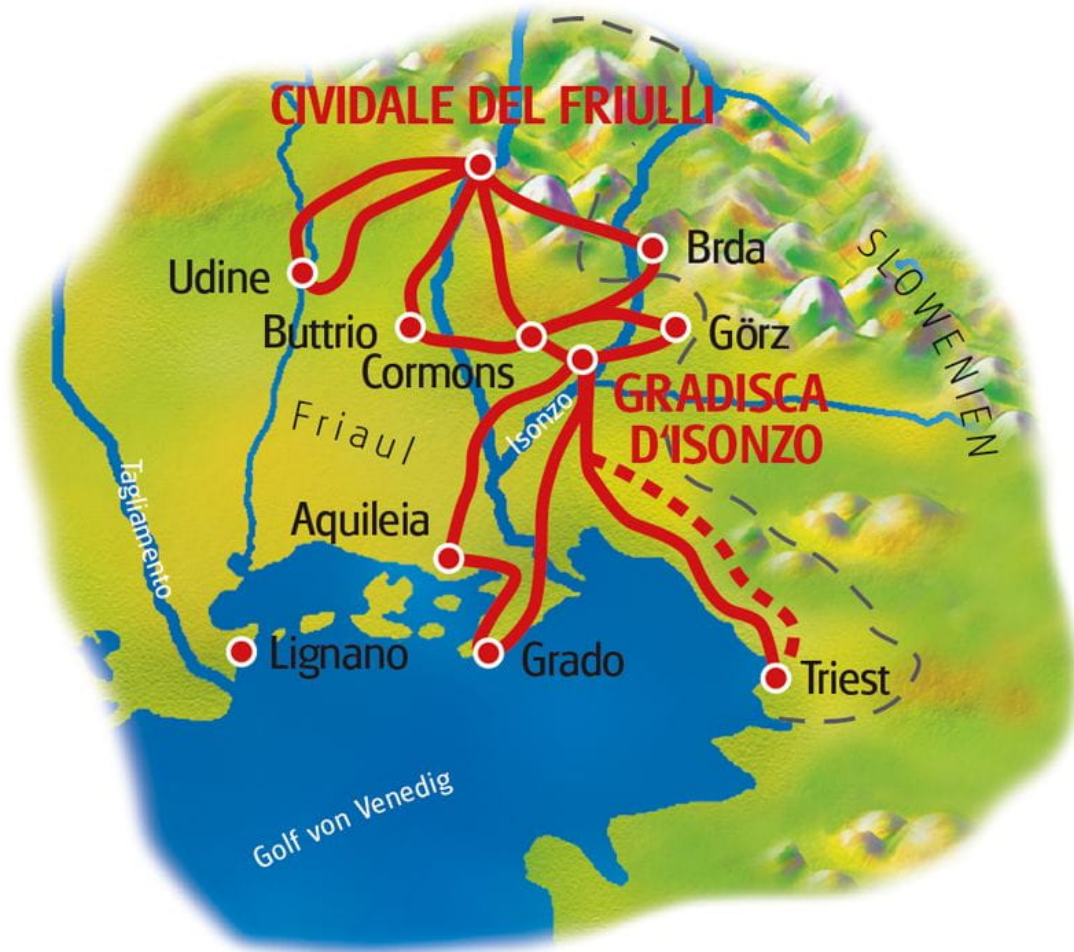 CIVIDALE DEL FRIULLI
Udine
Brda
SLOWENIEN
Buttrio
Görz
Cormons
GRADISCA
D'ISONZO
Friaul
Isonzo
Tagliamento
Aquileia
Lignano
Grado
Triest
Golf von Venedig